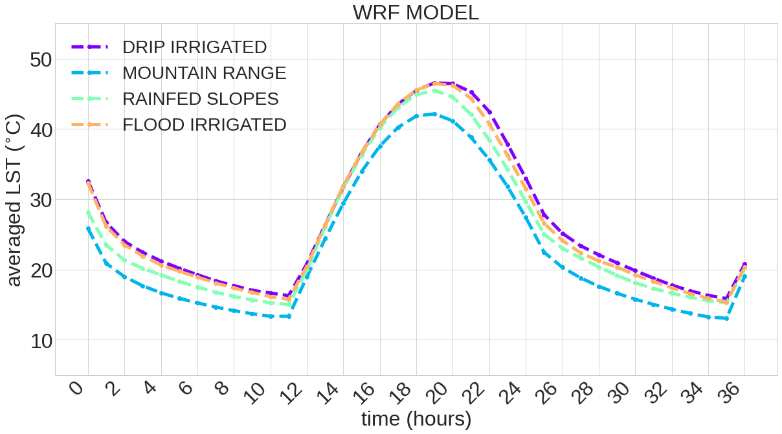 WRF MODEL
DRIP IRRIGATED
MOUNTAIN RANGE
RAINFED SLOPES
FLOOD IRRIGATED
averaged LST (°C)
50
40
30
20
10
0 2 4 6 8 10 12 14 16 18 20 22 24 26 28 30 32 34 36
time (hours)